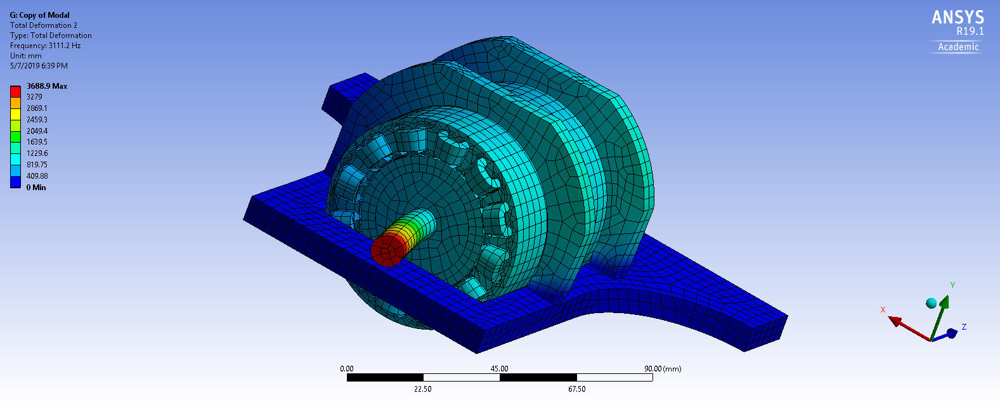 G: Copy of Modal
Total Deformation 2
Type: Total Deformation
Frequency: 3111.2 Hz
Unit: mm
5/7/2019 6:39 PM
3688.9 Max
3279
2869.1
2459.3
2049.4
1639.5
1229.6
819.75
409.88
0 Min
ANSYS
R19.1
Academic
Y
X
Z
0.00 45.00 90.00 (mm)
22.50 67.50